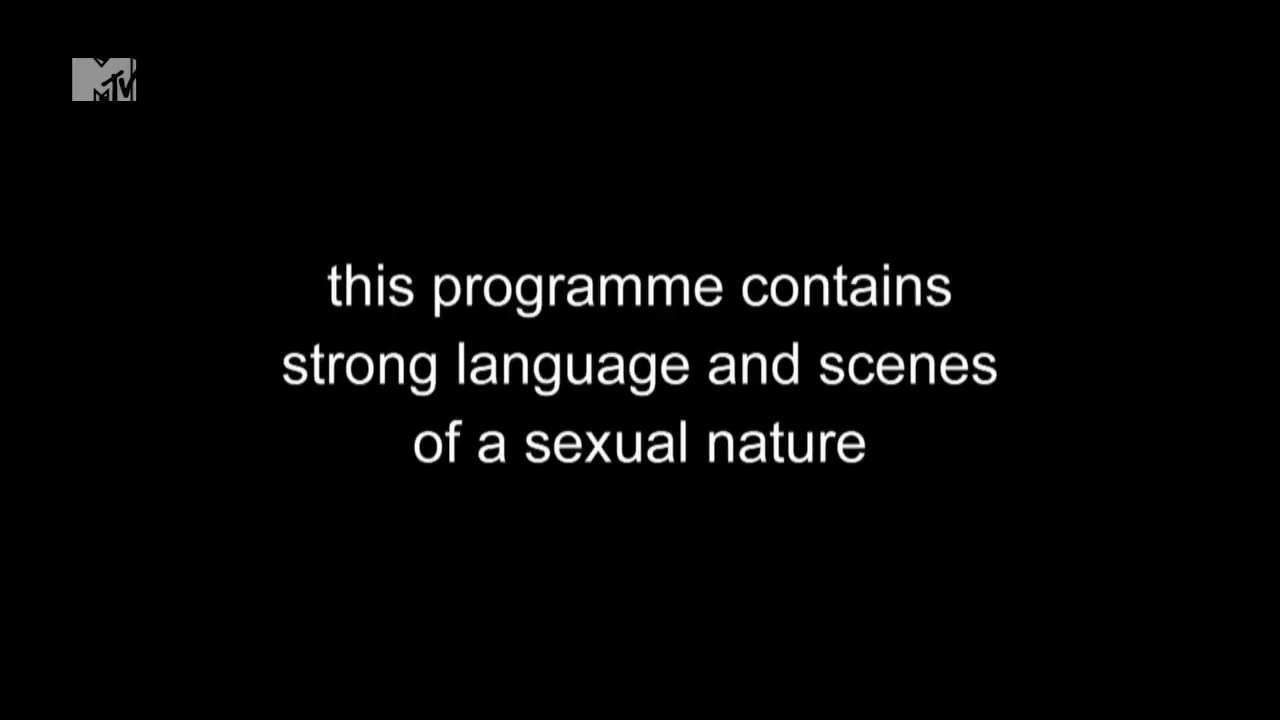 MTV
this programme contains
strong language and scenes
of a sexual nature